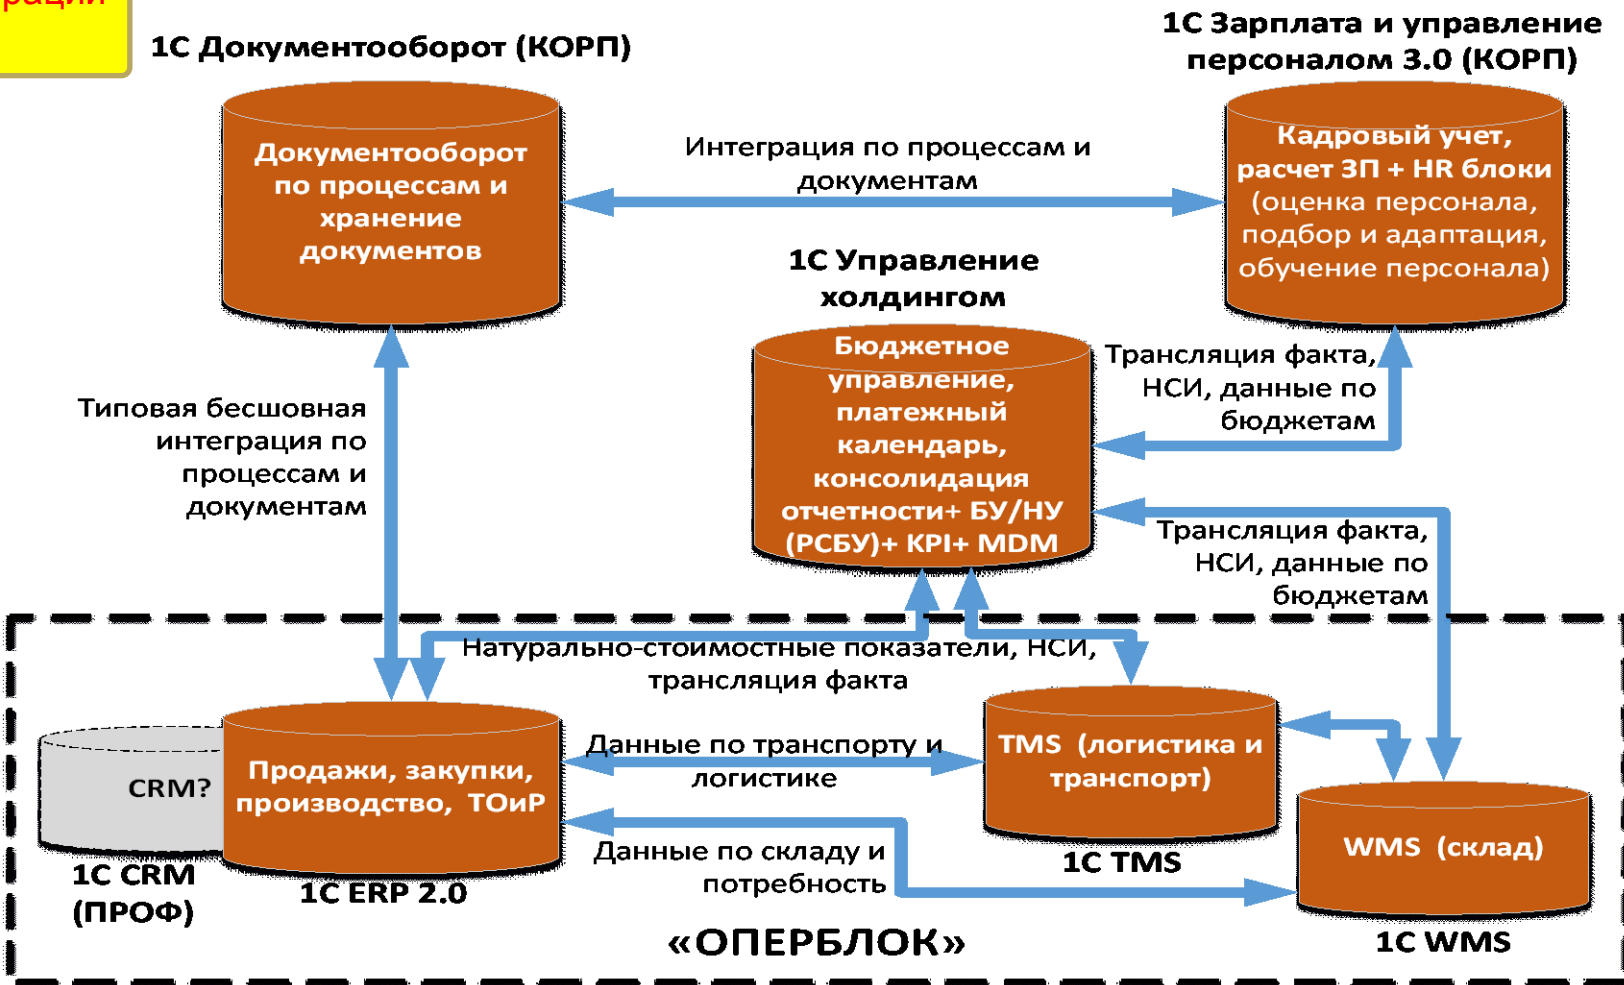 1С Документооборот (КОРП)
1С Зарплата и управление
персоналом 3.0 (КОРП)
Документооборот
по процессам и
хранение
документов
Интеграция по процессам и
документам
Кадровый учет,
расчет ЗП + HR блоки
(оценка персонала,
подбор и адаптация,
обучение персонала)
1С Управление
холдингом
Бюджетное
управление,
платежный
календарь,
консолидация
отчетности+ БУ/НУ
(РСБУ)+ KPI+ MDM
Трансляция факта,
НСИ, данные по
бюджетам
Типовая бесшовная
интеграция по
процессам и
документам
Трансляция факта,
НСИ, данные по
бюджетам
Натурально-стоимостные показатели, НСИ,
трансляция факта
CRM?
1С CRM
(ПРОФ)
Продажи, закупки,
производство, ТОиР
1С ERP 2.0
Данные по транспорту и
логистике
TMS (логистика и
транспорт)
1С TMS
Данные по складу и
потребность
WMS (склад)
1С WMS
«ОПЕРБЛОК»